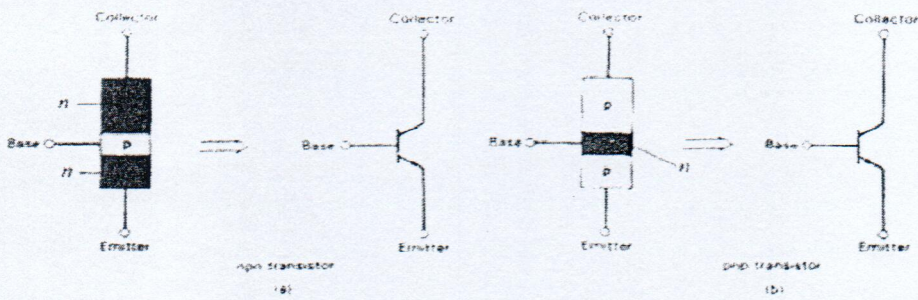 Collector
n
Base
p
n
Emitter
Collector
Base
Emitter
npn transistor
(a)
Collector
p
Base
n
p
Emitter
Collector
Base
Emitter
pnp transistor
(b)